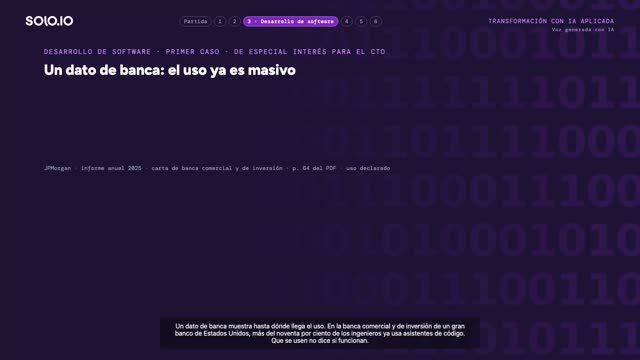 SOLO.IO
Partida 1 2 3 · Desarrollo de software 4 5 6
TRANSFORMACIÓN CON IA APLICADA
Voz generada con IA
DESARROLLO DE SOFTWARE · PRIMER CASO · DE ESPECIAL INTERÉS PARA EL CTO
Un dato de banca: el uso ya es masivo
JPMorgan · informe anual 2025 · carta de banca comercial y de inversión · p. 64 del PDF · uso declarado
Un dato de banca muestra hasta dónde llega el uso. En la banca comercial y de inversión de un gran
banco de Estados Unidos, más del noventa por ciento de los ingenieros ya usa asistentes de código.
Que se usen no dice si funcionan.